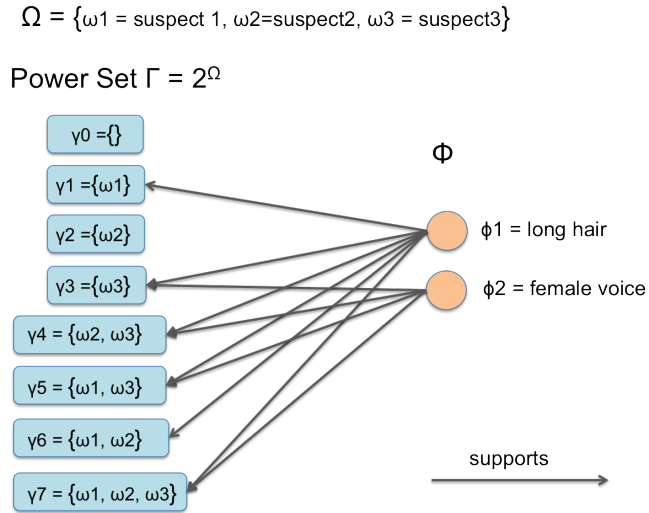 Ω = {ω1 = suspect 1, ω2=suspect2, ω3 = suspect3}
Power Set Γ = 2^Ω
γ0 ={}
Φ
γ1 ={ω1}
γ2 ={ω2}
ϕ1 = long hair
γ3 ={ω3}
ϕ2 = female voice
γ4 = {ω2, ω3}
γ5 = {ω1, ω3}
γ6 = {ω1, ω2}
supports
γ7 = {ω1, ω2, ω3}